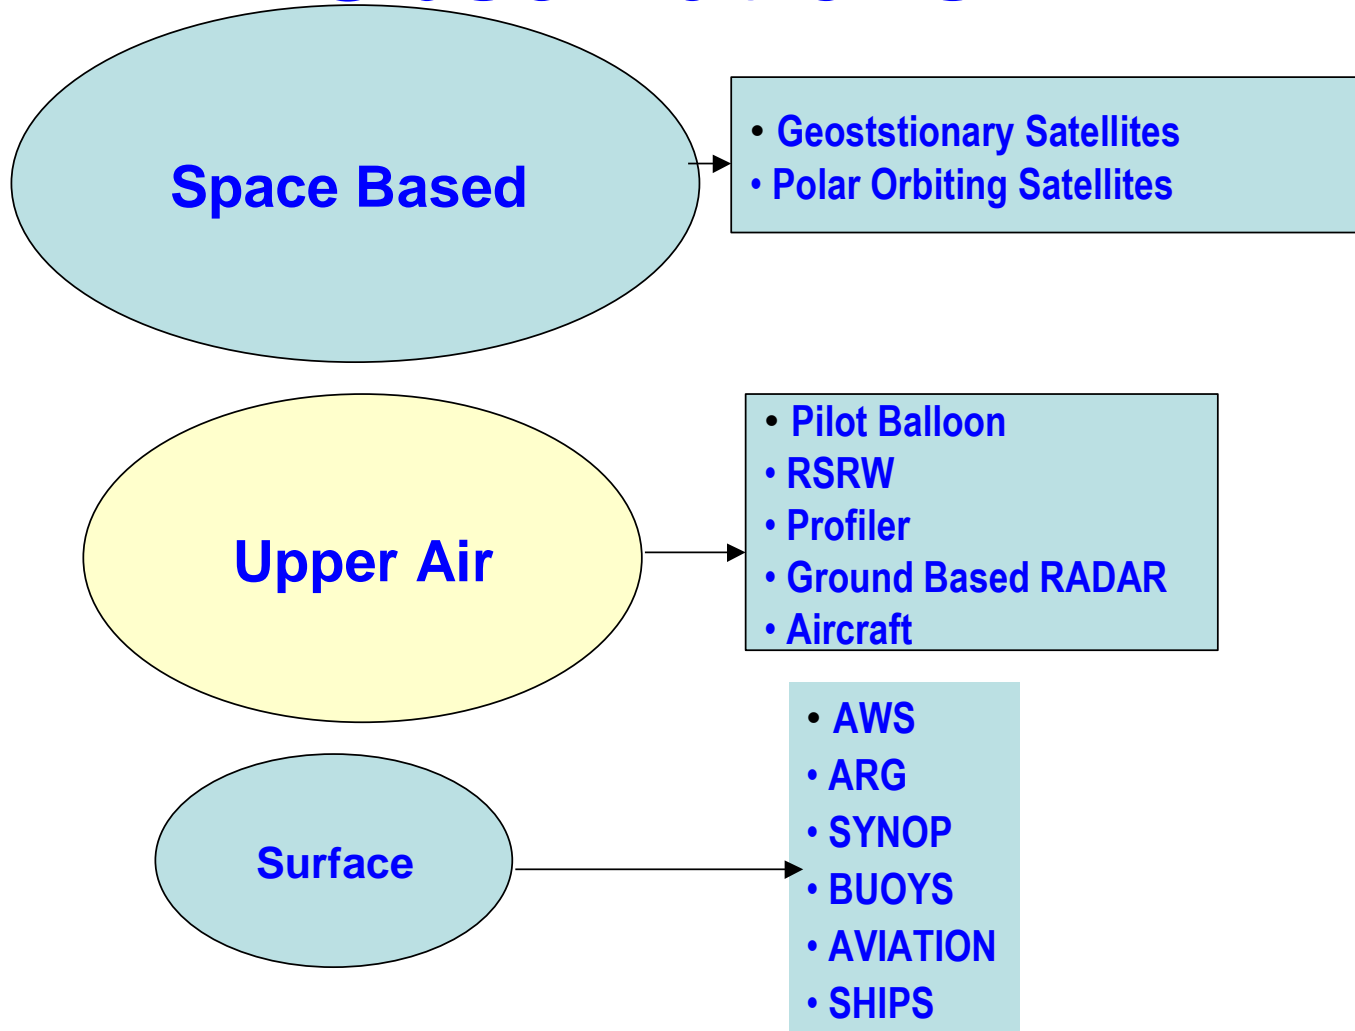 Space Based
• Geoststionary Satellites
• Polar Orbiting Satellites
Upper Air
• Pilot Balloon
• RSRW
• Profiler
• Ground Based RADAR
• Aircraft
Surface
• AWS
• ARG
• SYNOP
• BUOYS
• AVIATION
• SHIPS